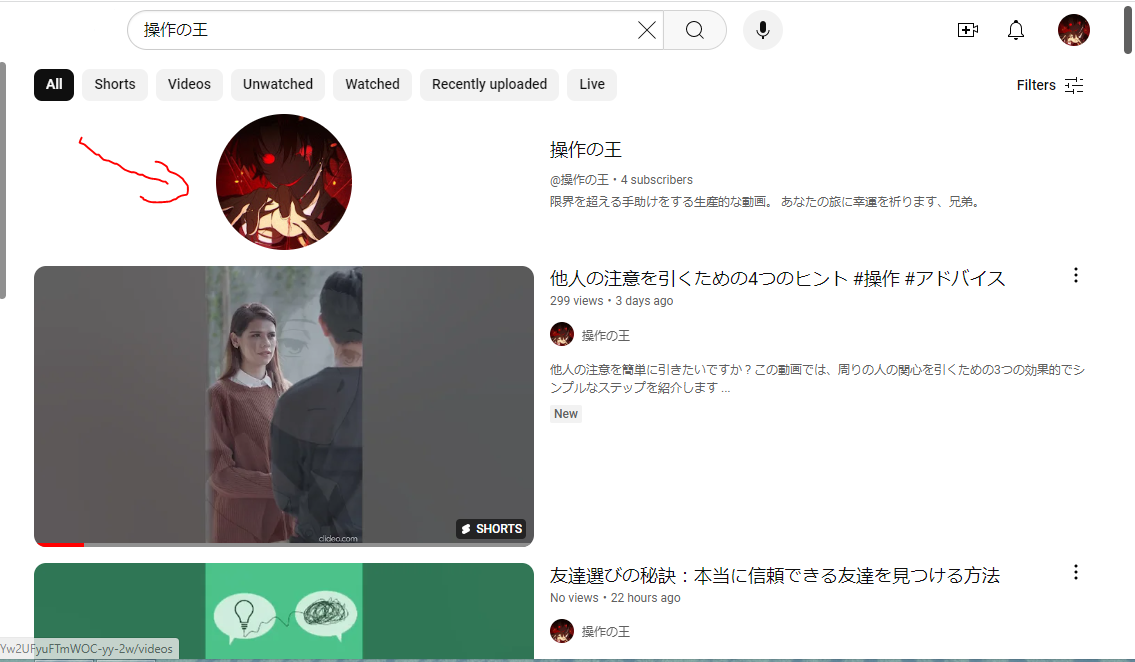 操作の王
All Shorts Videos Unwatched Watched Recently uploaded Live Filters
操作の王
@操作の王・4 subscribers
限界を超える手助けをする生産的な動画。 あなたの旅に幸運を祈ります、兄弟。
他人の注意を引くための4つのヒント #操作 #アドバイス
299 views・3 days ago
操作の王
他人の注意を簡単に引きたいですか？この動画では、周りの人の関心を引くための3つの効果的でシ
ンプルなステップを紹介します ...
New
SHORTS
clideo.com
友達選びの秘訣：本当に信頼できる友達を見つける方法
No views・22 hours ago
操作の王
Yw2UFyuFTmWOC-yy-2w/videos